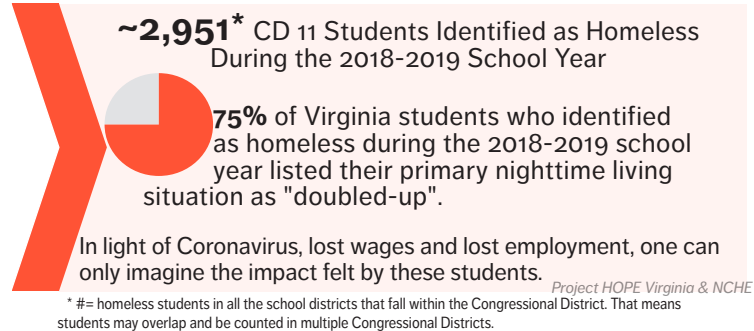 ~2,951* CD 11 Students Identified as Homeless
During the 2018-2019 School Year
75% of Virginia students who identified
as homeless during the 2018-2019 school
year listed their primary nighttime living
situation as "doubled-up".
In light of Coronavirus, lost wages and lost employment, one can
only imagine the impact felt by these students.
Project HOPE Virginia & NCHE
* #= homeless students in all the school districts that fall within the Congressional District. That means
students may overlap and be counted in multiple Congressional Districts.